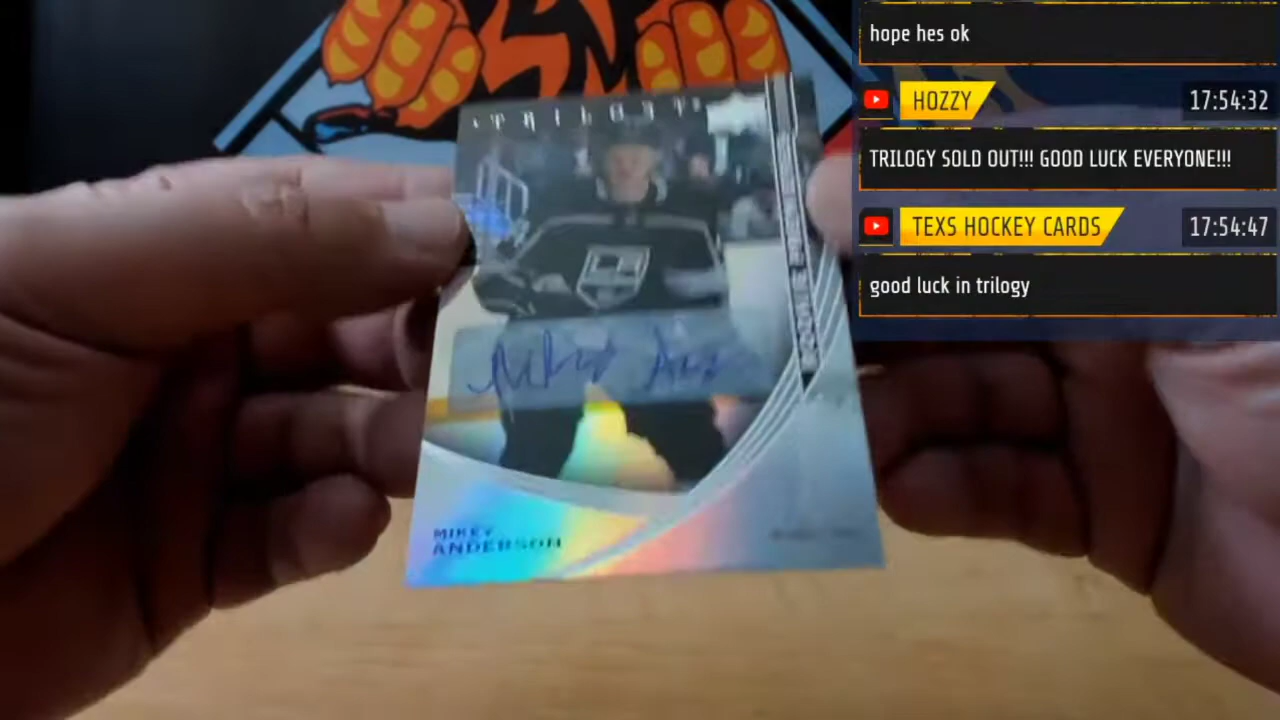 TRILOGY
MIKEY
ANDERSON
hope hes ok
HOZZY
17:54:32
TRILOGY SOLD OUT!!! GOOD LUCK EVERYONE!!!
TEXS HOCKEY CARDS
17:54:47
good luck in trilogy